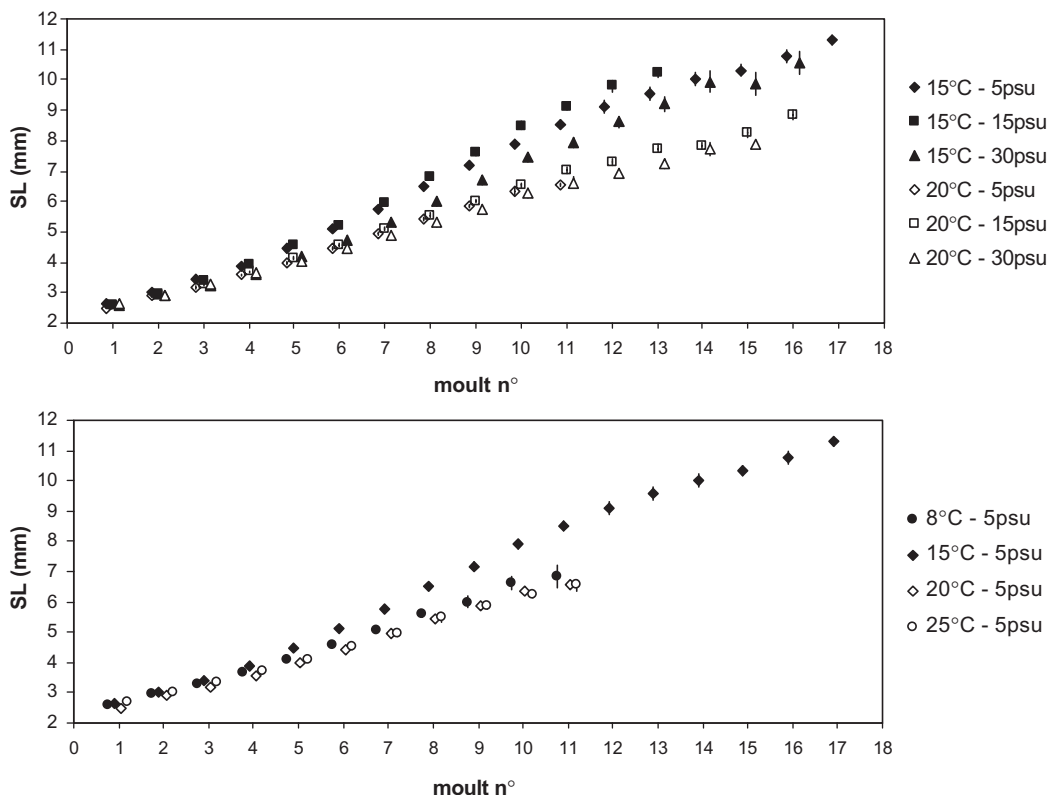 12
11
10
9
8
7
6
5
4
3
2
SL (mm)
0 1 2 3 4 5 6 7 8 9 10 11 12 13 14 15 16 17 18
moult n°
15°C - 5psu
15°C - 15psu
15°C - 30psu
20°C - 5psu
20°C - 15psu
20°C - 30psu
12
11
10
9
8
7
6
5
4
3
2
SL (mm)
0 1 2 3 4 5 6 7 8 9 10 11 12 13 14 15 16 17 18
moult n°
8°C - 5psu
15°C - 5psu
20°C - 5psu
25°C - 5psu